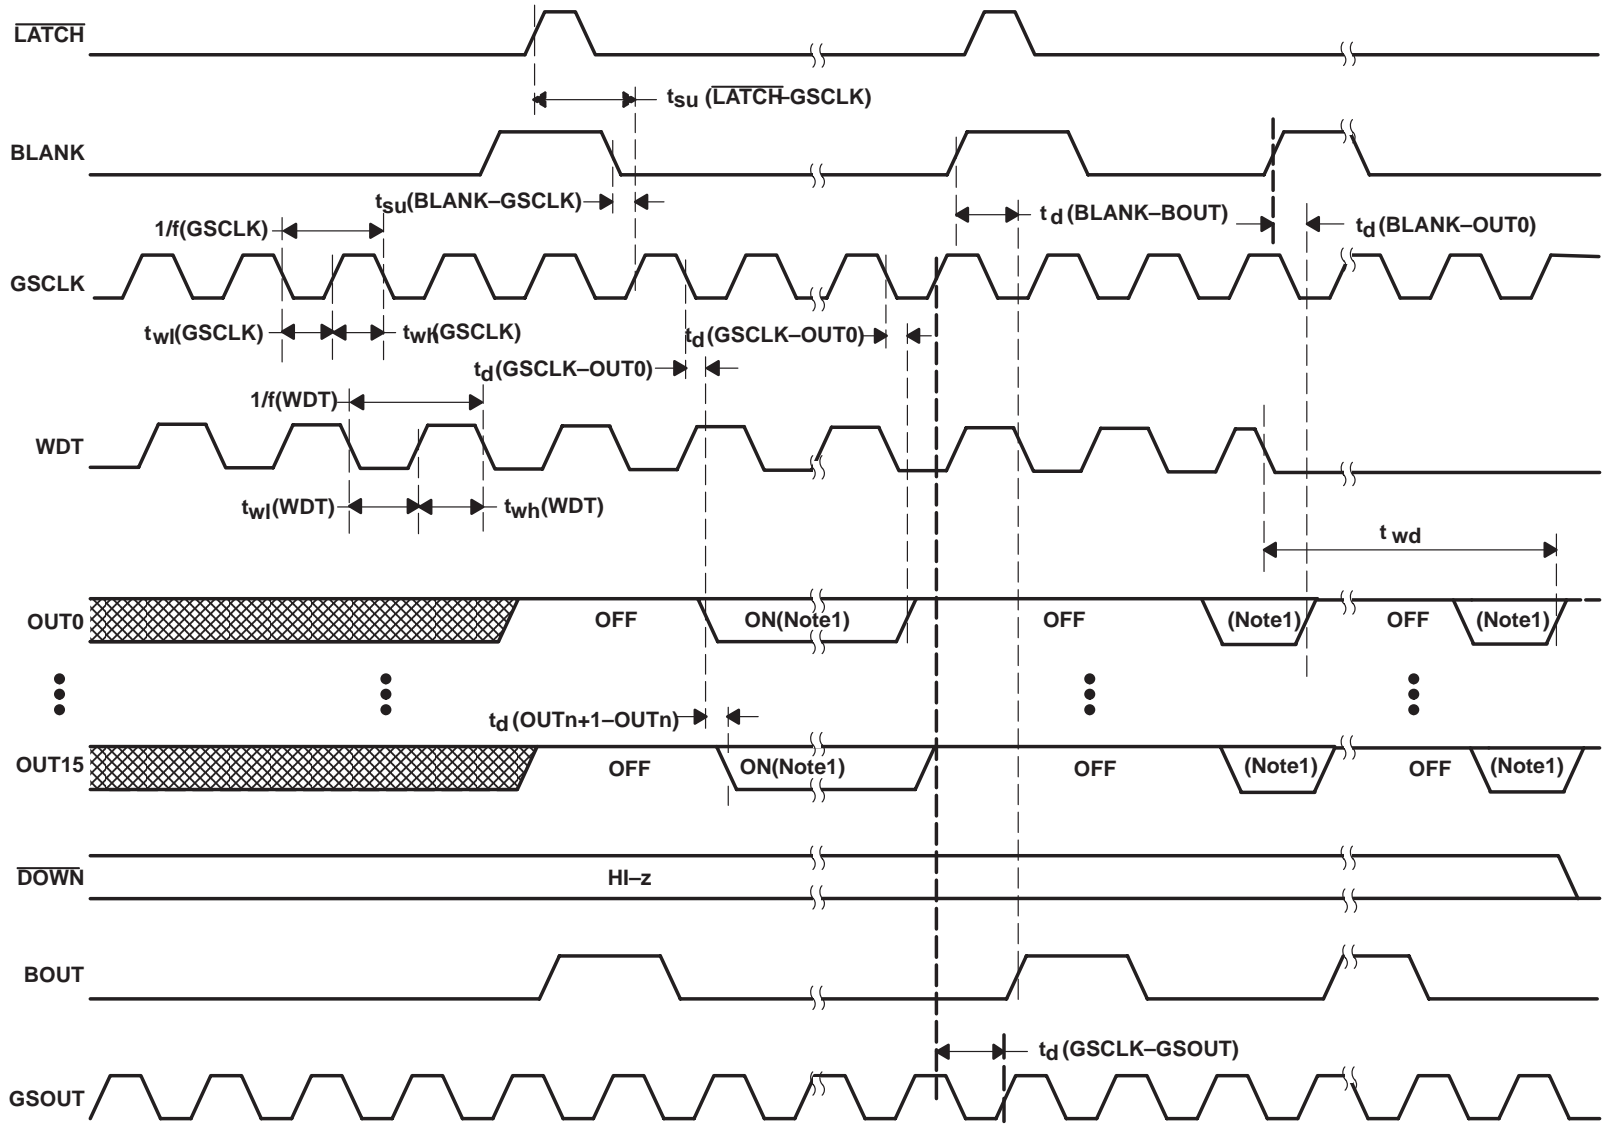 LATCH
tsu (LATCH–GSCLK)
BLANK
tsu(BLANK–GSCLK)
td(BLANK–BOUT)
td(BLANK–OUT0)
1/f(GSCLK)
GSCLK
twl(GSCLK)
twh(GSCLK)
td(GSCLK–OUT0)
td(GSCLK–OUT0)
1/f(WDT)
WDT
twl(WDT)
twh(WDT)
t wd
OUT0
OFF
ON(Note1)
OFF
(Note1)
OFF
(Note1)
td(OUTn+1–OUTn)
OUT15
OFF
ON(Note1)
OFF
(Note1)
OFF
(Note1)
DOWN
HI–z
BOUT
td(GSCLK–GSOUT)
GSOUT